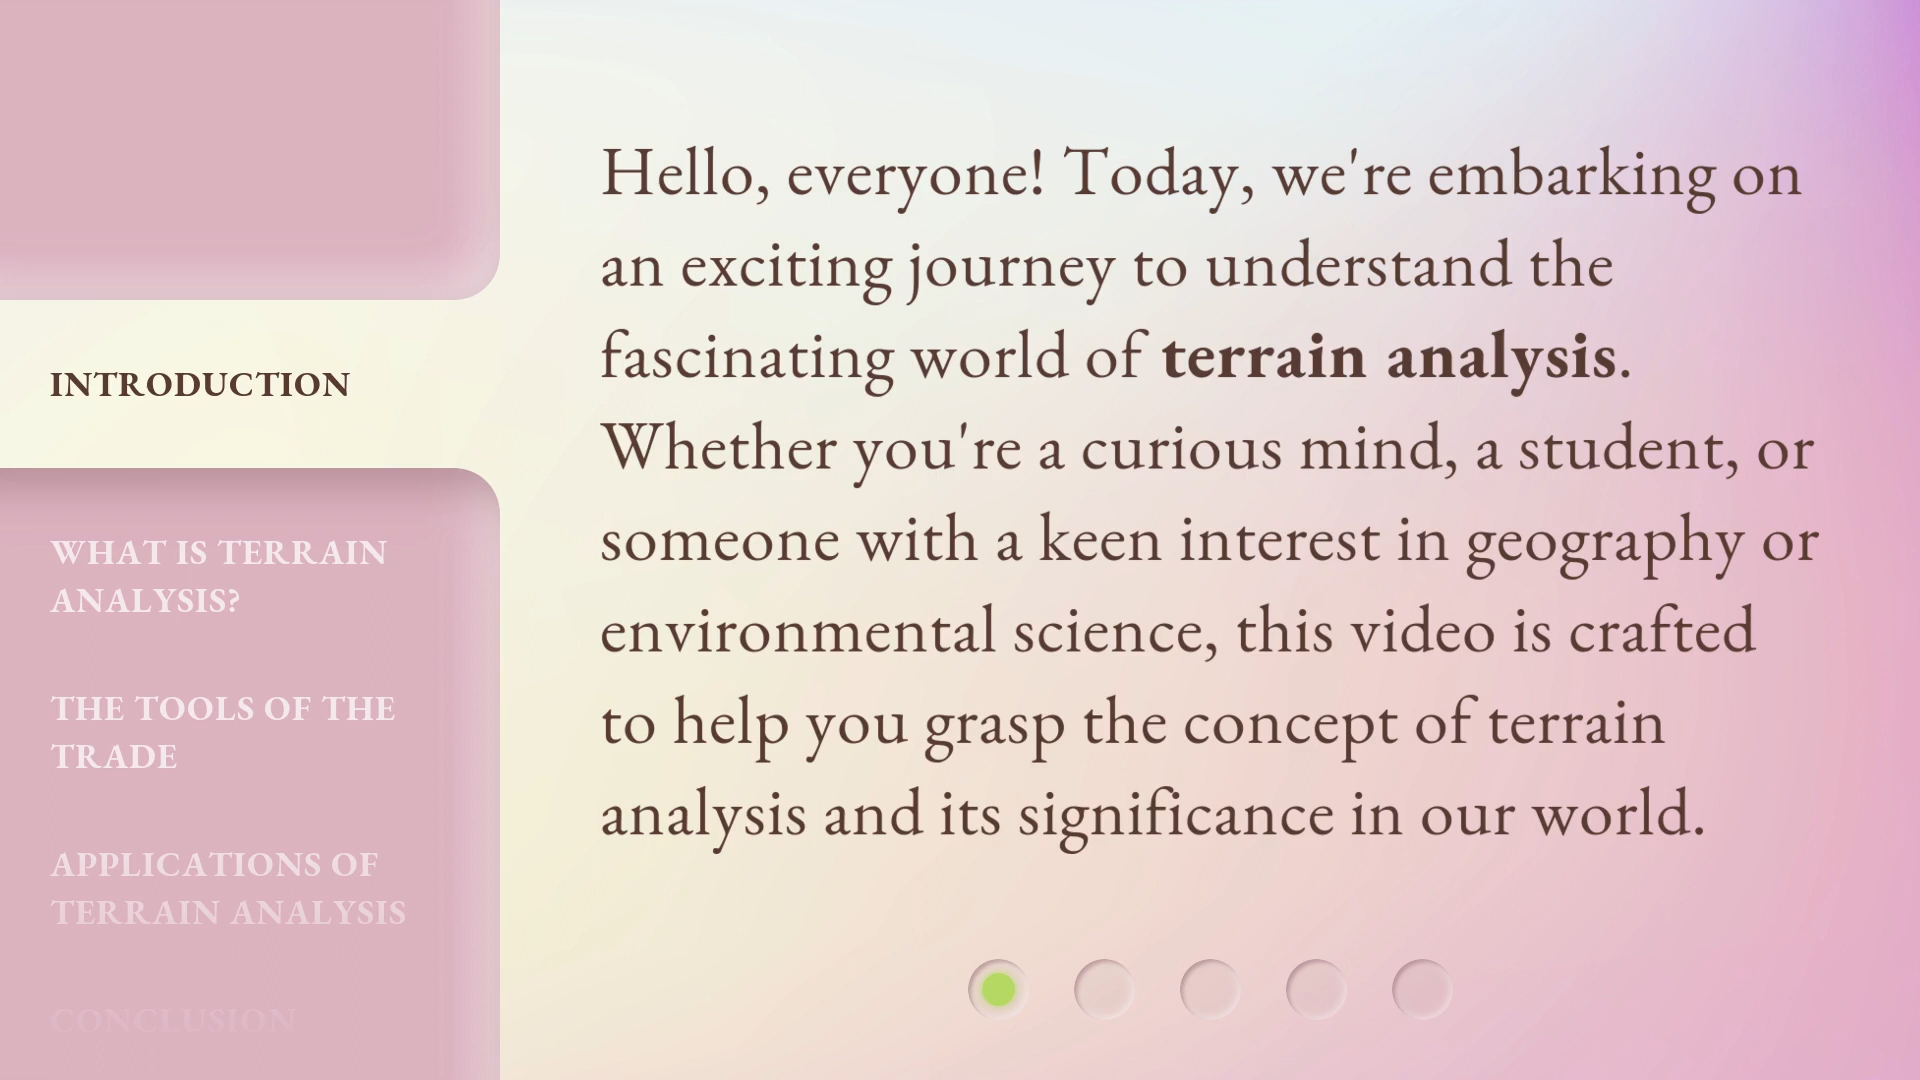 INTRODUCTION
WHAT IS TERRAIN
ANALYSIS?
THE TOOLS OF THE
TRADE
APPLICATIONS OF
TERRAIN ANALYSIS
CONCLUSION
Hello, everyone! Today, we're embarking on
an exciting journey to understand the
fascinating world of terrain analysis.
Whether you're a curious mind, a student, or
someone with a keen interest in geography or
environmental science, this video is crafted
to help you grasp the concept of terrain
analysis and its significance in our world.